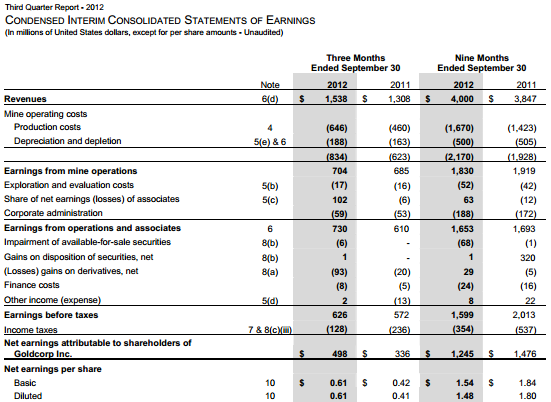 Third Quarter Report - 2012
CONDENSED INTERIM CONSOLIDATED STATEMENTS OF EARNINGS
(In millions of United States dollars, except for per share amounts - Unaudited)
Three Months Nine Months
Ended September 30 Ended September 30
Note 2012 2011 2012 2011
Revenues 6(d) $ 1,538 $ 1,308 $ 4,000 $ 3,847
Mine operating costs
Production costs 4 (646) (460) (1,670) (1,423)
Depreciation and depletion 5(e) & 6 (188) (163) (500) (505)
(834) (623) (2,170) (1,928)
Earnings from mine operations 704 685 1,830 1,919
Exploration and evaluation costs 5(b) (17) (16) (52) (42)
Share of net earnings (losses) of associates 5(c) 102 (6) 63 (12)
Corporate administration (59) (53) (188) (172)
Earnings from operations and associates 6 730 610 1,653 1,693
Impairment of available-for-sale securities 8(b) (6) - (68) (1)
Gains on disposition of securities, net 8(b) 1 - 1 320
(Losses) gains on derivatives, net 8(a) (93) (20) 29 (5)
Finance costs (8) (5) (24) (16)
Other income (expense) 5(d) 2 (13) 8 22
Earnings before taxes 626 572 1,599 2,013
Income taxes 7 & 8(c)(iii) (128) (236) (354) (537)
Net earnings attributable to shareholders of
Goldcorp Inc. $ 498 $ 336 $ 1,245 $ 1,476
Net earnings per share
Basic 10 $ 0.61 $ 0.42 $ 1.54 $ 1.84
Diluted 10 0.61 0.41 1.48 1.80